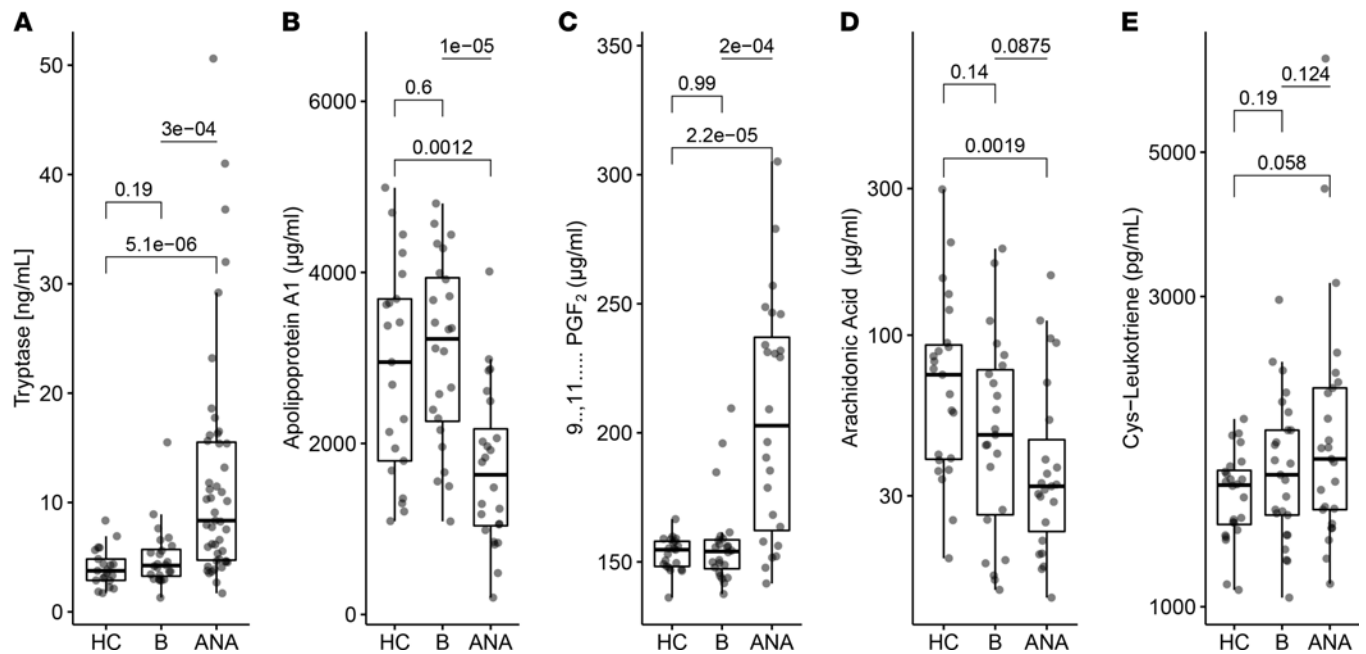 A
Tryptase [ng/mL]
50
40
30
20
10
0
3e−04
0.19
5.1e−06
HC B ANA
B
Apolipoprotein A1 (µg/ml)
6000
4000
2000
0
1e−05
0.6
0.0012
HC B ANA
C
9..,11..... PGF2 (µg/ml)
350
300
250
200
150
2e−04
0.99
2.2e−05
HC B ANA
D
Arachidonic Acid (µg/ml)
300
100
30
0.0875
0.14
0.0019
HC B ANA
E
Cys−Leukotriene (pg/mL)
5000
3000
1000
0.124
0.19
0.058
HC B ANA